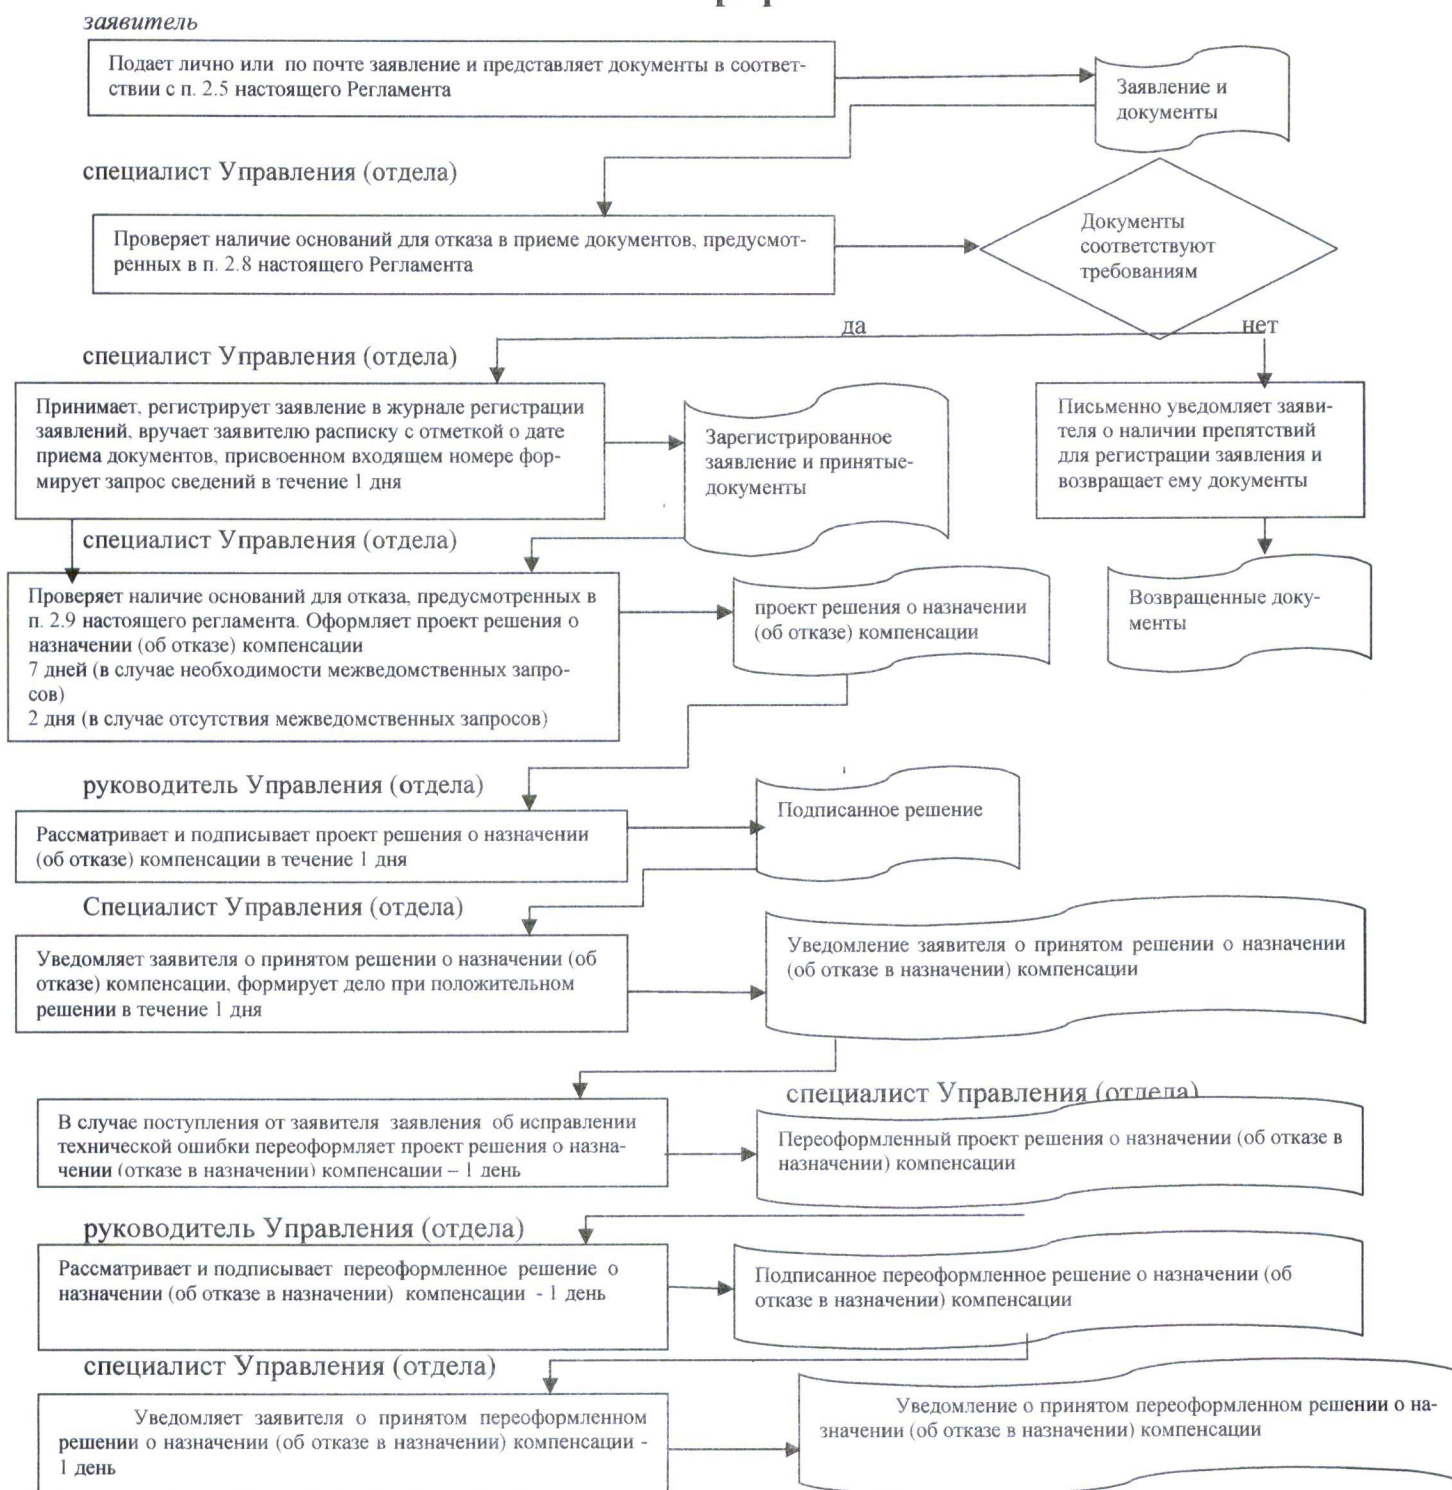 заявитель
Подает лично или по почте заявление и представляет документы в соответ-
ствии с п. 2.5 настоящего Регламента
Заявление и
документы
специалист Управления (отдела)
Проверяет наличие оснований для отказа в приеме документов, предусмот-
ренных в п. 2.8 настоящего Регламента
Документы
соответствуют
требованиям
да
нет
специалист Управления (отдела)
Принимает, регистрирует заявление в журнале регистрации
заявлений, вручает заявителю расписку с отметкой о дате
приема документов, присвоенном входящем номере фор-
мирует запрос сведений в течение 1 дня
Зарегистрированное
заявление и принятые-
документы
Письменно уведомляет заяви-
теля о наличии препятствий
для регистрации заявления и
возвращает ему документы
специалист Управления (отдела)
Проверяет наличие оснований для отказа, предусмотренных в
п. 2.9 настоящего регламента. Оформляет проект решения о
назначении (об отказе) компенсации
7 дней (в случае необходимости межведомственных запро-
сов)
2 дня (в случае отсутствия межведомственных запросов)
проект решения о назначении
(об отказе) компенсации
Возвращенные доку-
менты
руководитель Управления (отдела)
Рассматривает и подписывает проект решения о назначении
(об отказе) компенсации в течение 1 дня
Подписанное решение
Специалист Управления (отдела)
Уведомляет заявителя о принятом решении о назначении (об
отказе) компенсации, формирует дело при положительном
решении в течение 1 дня
Уведомление заявителя о принятом решении о назначении
(об отказе в назначении) компенсации
специалист Управления (отдела)
В случае поступления от заявителя заявления об исправлении
технической ошибки переоформляет проект решения о назна-
чении (отказе в назначении) компенсации – 1 день
Переоформленный проект решения о назначении (об отказе в
назначении) компенсации
руководитель Управления (отдела)
Рассматривает и подписывает переоформленное решение о
назначении (об отказе в назначении) компенсации - 1 день
Подписанное переоформленное решение о назначении (об
отказе в назначении) компенсации
специалист Управления (отдела)
Уведомляет заявителя о принятом переоформленном
решении о назначении (об отказе в назначении) компенсации -
1 день
Уведомление о принятом переоформленном решении о на-
значении (об отказе в назначении) компенсации